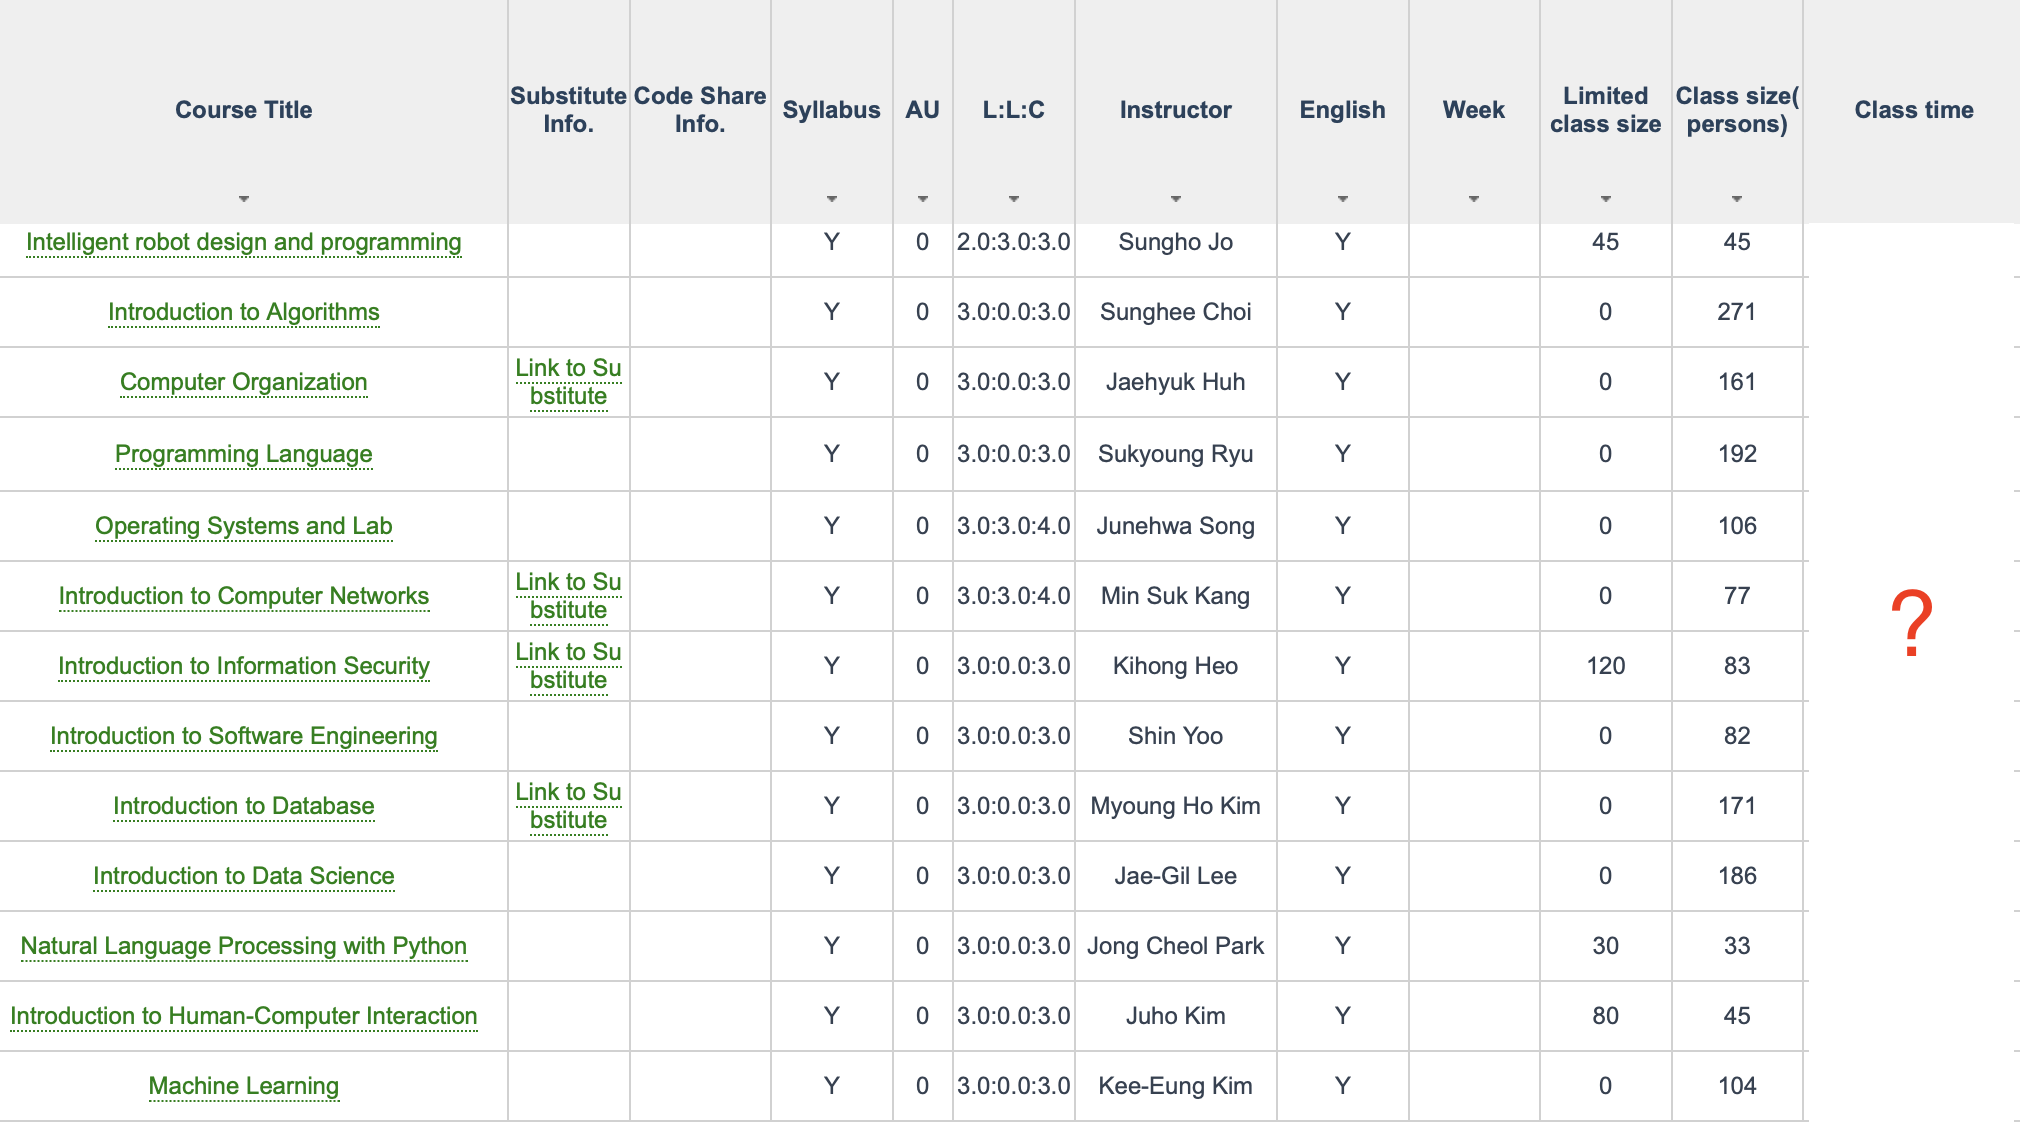 Course Title Substitute Info. Code Share Info. Syllabus AU L:L:C Instructor English Week Limited class size Class size( persons) Class time
Intelligent robot design and programming Y 0 2.0:3.0:3.0 Sungho Jo Y 45 45
Introduction to Algorithms Y 0 3.0:0.0:3.0 Sunghee Choi Y 0 271
Computer Organization Link to Su bstitute Y 0 3.0:0.0:3.0 Jaehyuk Huh Y 0 161
Programming Language Y 0 3.0:0.0:3.0 Sukyoung Ryu Y 0 192
Operating Systems and Lab Y 0 3.0:3.0:4.0 Junehwa Song Y 0 106
Introduction to Computer Networks Link to Su bstitute Y 0 3.0:3.0:4.0 Min Suk Kang Y 0 77
?
Introduction to Information Security Link to Su bstitute Y 0 3.0:0.0:3.0 Kihong Heo Y 120 83
Introduction to Software Engineering Y 0 3.0:0.0:3.0 Shin Yoo Y 0 82
Introduction to Database Link to Su bstitute Y 0 3.0:0.0:3.0 Myoung Ho Kim Y 0 171
Introduction to Data Science Y 0 3.0:0.0:3.0 Jae-Gil Lee Y 0 186
Natural Language Processing with Python Y 0 3.0:0.0:3.0 Jong Cheol Park Y 30 33
Introduction to Human-Computer Interaction Y 0 3.0:0.0:3.0 Juho Kim Y 80 45
Machine Learning Y 0 3.0:0.0:3.0 Kee-Eung Kim Y 0 104